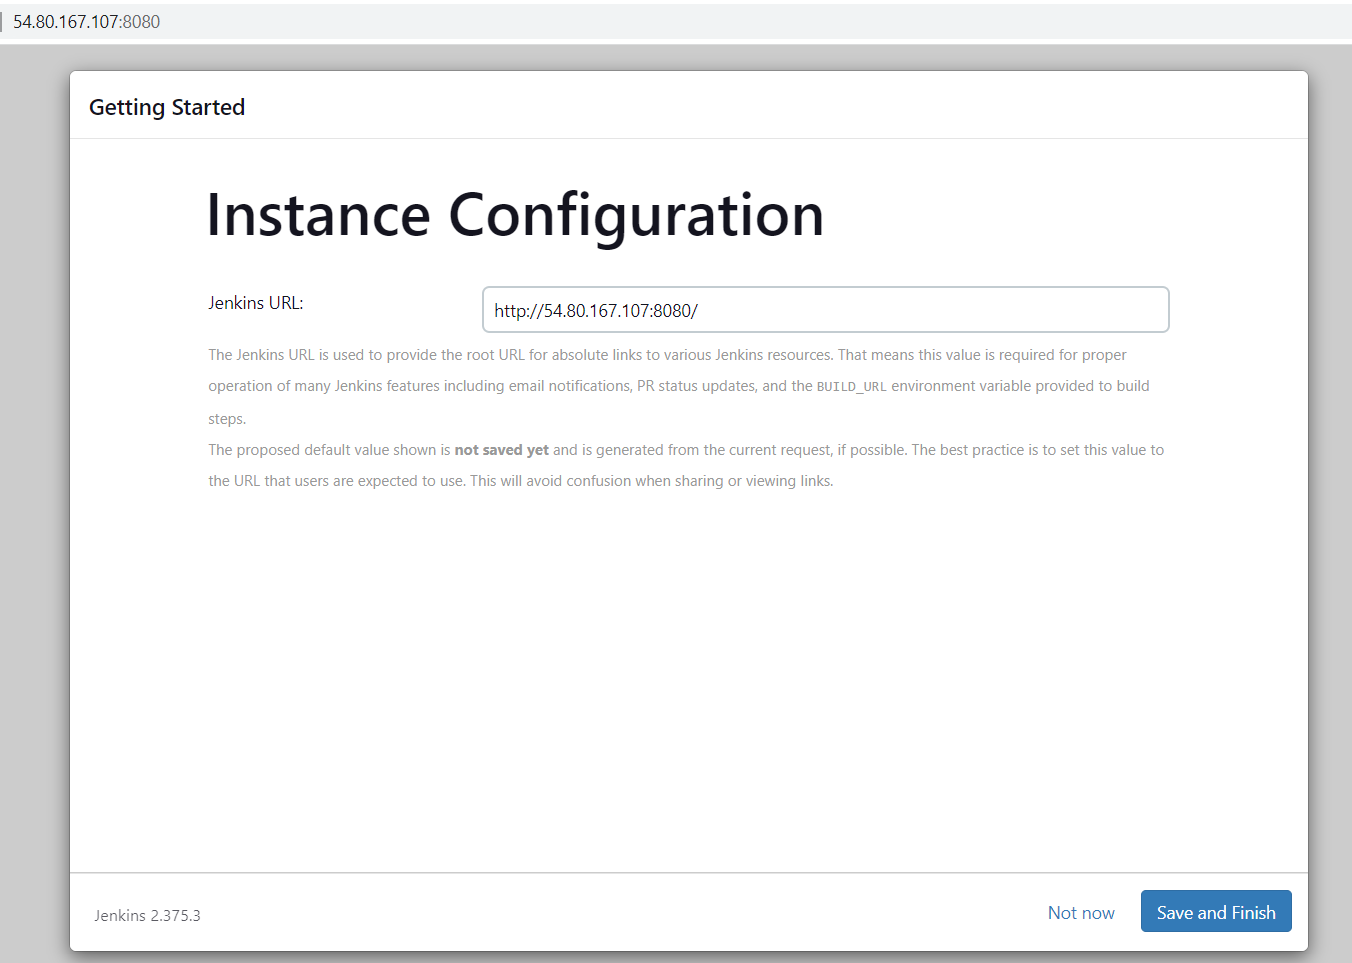 54.80.167.107:8080
Getting Started
Instance Configuration
Jenkins URL:
http://54.80.167.107:8080/
The Jenkins URL is used to provide the root URL for absolute links to various Jenkins resources. That means this value is required for proper
operation of many Jenkins features including email notifications, PR status updates, and the BUILD_URL environment variable provided to build
steps.
The proposed default value shown is not saved yet and is generated from the current request, if possible. The best practice is to set this value to
the URL that users are expected to use. This will avoid confusion when sharing or viewing links.
Jenkins 2.375.3
Not now
Save and Finish